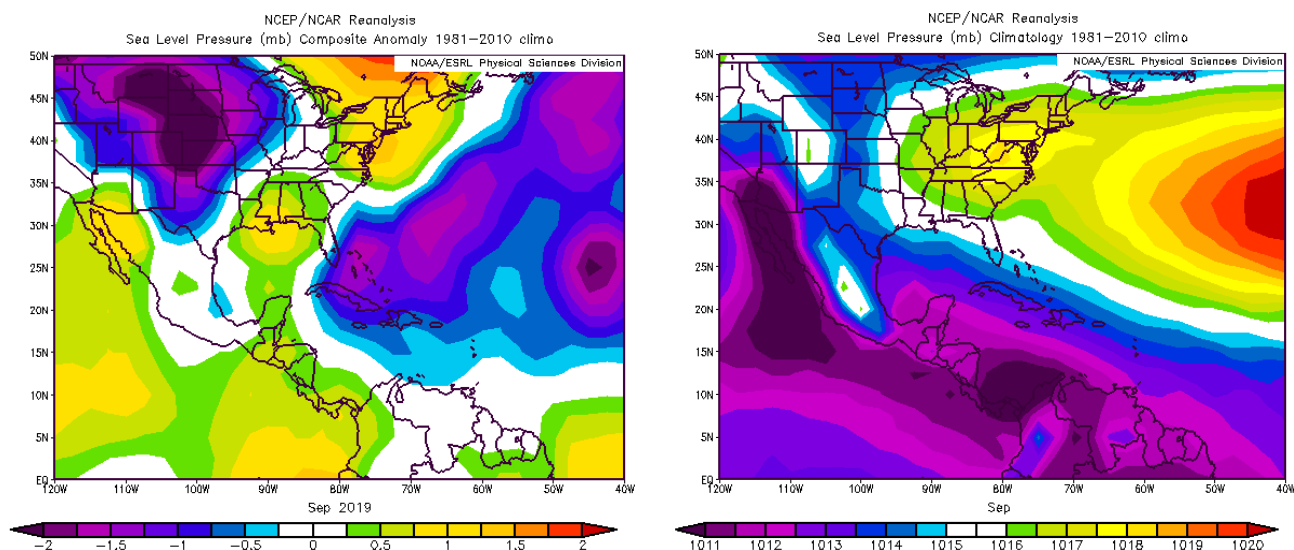 NCEP/NCAR Reanalysis
Sea Level Pressure (mb) Composite Anomaly 1981-2010 climo
NOAA/ESRL Physical Sciences Division
50N
45N
40N
35N
30N
25N
20N
15N
10N
5N
EQ
120W 110W 100W 90W 80W 70W 60W 50W 40W
Sep 2019
-2 -1.5 -1 -0.5 0 0.5 1 1.5 2
NCEP/NCAR Reanalysis
Sea Level Pressure (mb) Climatology 1981-2010 climo
NOAA/ESRL Physical Sciences Division
50N
45N
40N
35N
30N
25N
20N
15N
10N
5N
EQ
120W 110W 100W 90W 80W 70W 60W 50W 40W
Sep
1011 1012 1013 1014 1015 1016 1017 1018 1019 1020